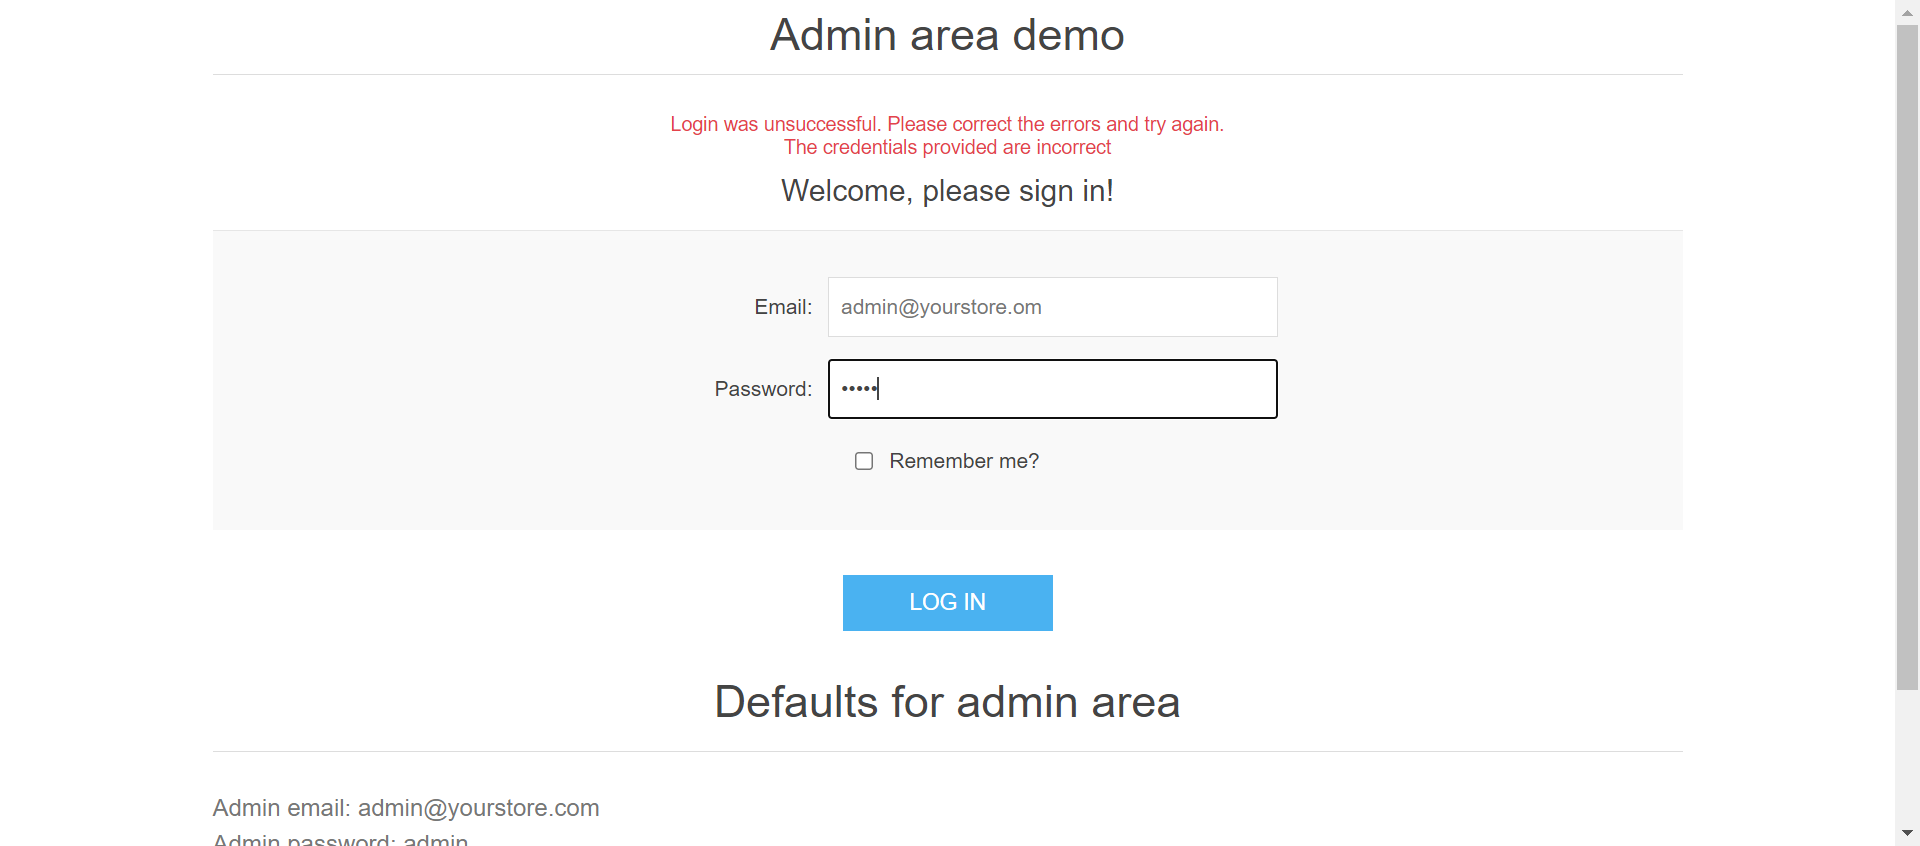 Admin area demo
Login was unsuccessful. Please correct the errors and try again.
The credentials provided are incorrect
Welcome, please sign in!
Email: admin@yourstore.om
Password: •••••
Remember me?
LOG IN
Defaults for admin area
Admin email: admin@yourstore.com
Admin password: admin